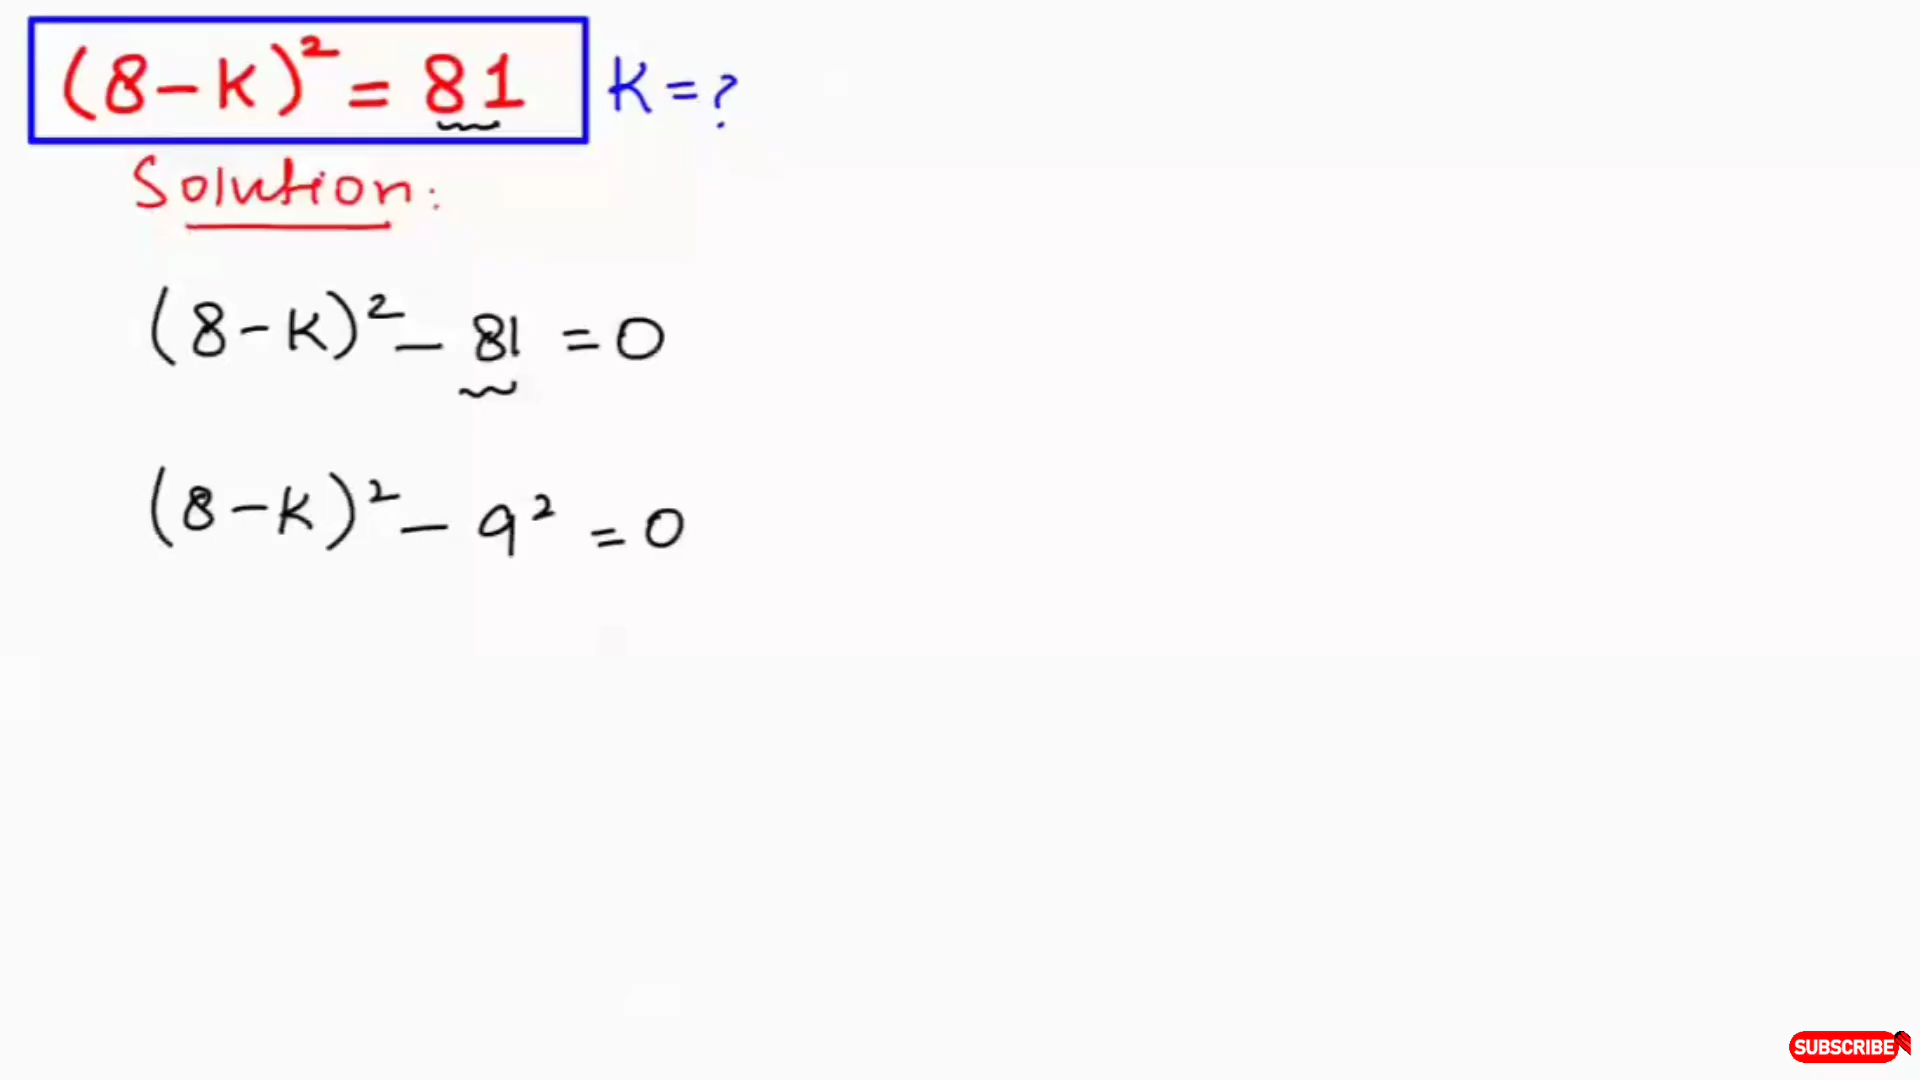 (8-K)² = 81 K = ?
Solution:
(8-K)² - 81 = 0
(8-K)² - 9² = 0
SUBSCRIBE